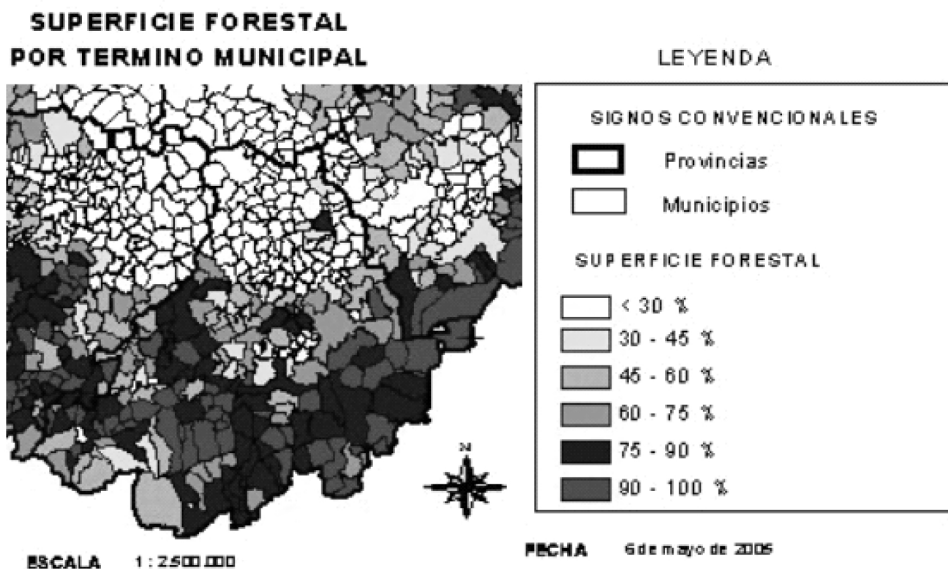 SUPERFICIE FORESTAL
POR TERMINO MUNICIPAL
LEYENDA
SIGNOS CONVENCIONALES
Provincias
Municipios
SUPERFICIE FORESTAL
< 30 %
30 - 45 %
45 - 60 %
60 - 75 %
75 - 90 %
90 - 100 %
N
ESCALA 1 : 2.500.000
FECHA 6 de mayo de 2005